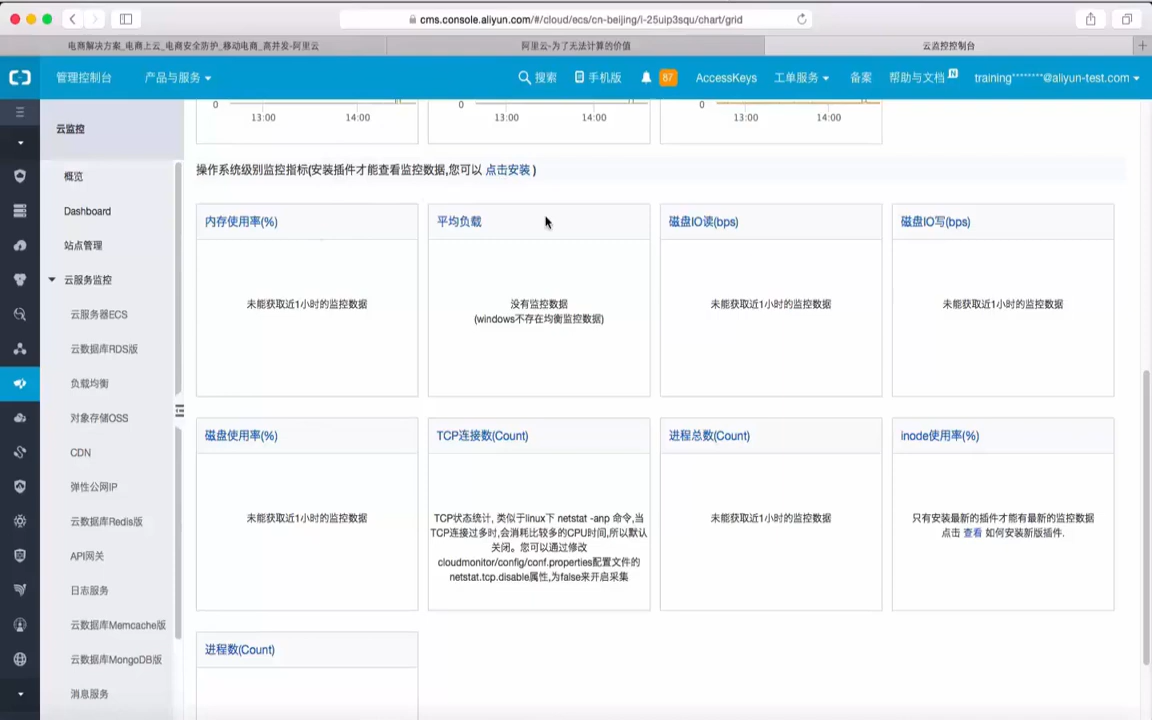 cms.console.aliyun.com/#/cloud/ecs/cn-beijing/i-25uip3squ/chart/grid
电商解决方案_电商上云_电商安全防护_移动电商_高并发-阿里云
阿里云-为了无法计算的价值
云监控控制台
管理控制台
产品与服务
搜索
手机版
87
AccessKeys
工单服务
备案
帮助与文档
N
training********@aliyun-test.com
云监控
概览
Dashboard
站点管理
云服务监控
云服务器ECS
云数据库RDS版
负载均衡
对象存储OSS
CDN
弹性公网IP
云数据库Redis版
API网关
日志服务
云数据库Memcache版
云数据库MongoDB版
消息服务
0
13:00
14:00
0
13:00
14:00
0
13:00
14:00
操作系统级别监控指标(安装插件才能查看监控数据,您可以 点击安装 )
内存使用率(%)
未能获取近1小时的监控数据
平均负载
没有监控数据
(windows不存在均衡监控数据)
磁盘IO读(bps)
未能获取近1小时的监控数据
磁盘IO写(bps)
未能获取近1小时的监控数据
磁盘使用率(%)
未能获取近1小时的监控数据
TCP连接数(Count)
TCP状态统计, 类似于linux下 netstat -anp 命令,当
TCP连接过多时,会消耗比较多的CPU时间,所以默认
关闭。您可以通过修改
cloudmonitor/config/conf.properties配置文件的
netstat.tcp.disable属性,为false来开启采集
进程总数(Count)
未能获取近1小时的监控数据
inode使用率(%)
只有安装最新的插件才能有最新的监控数据
点击 查看 如何安装新版插件.
进程数(Count)